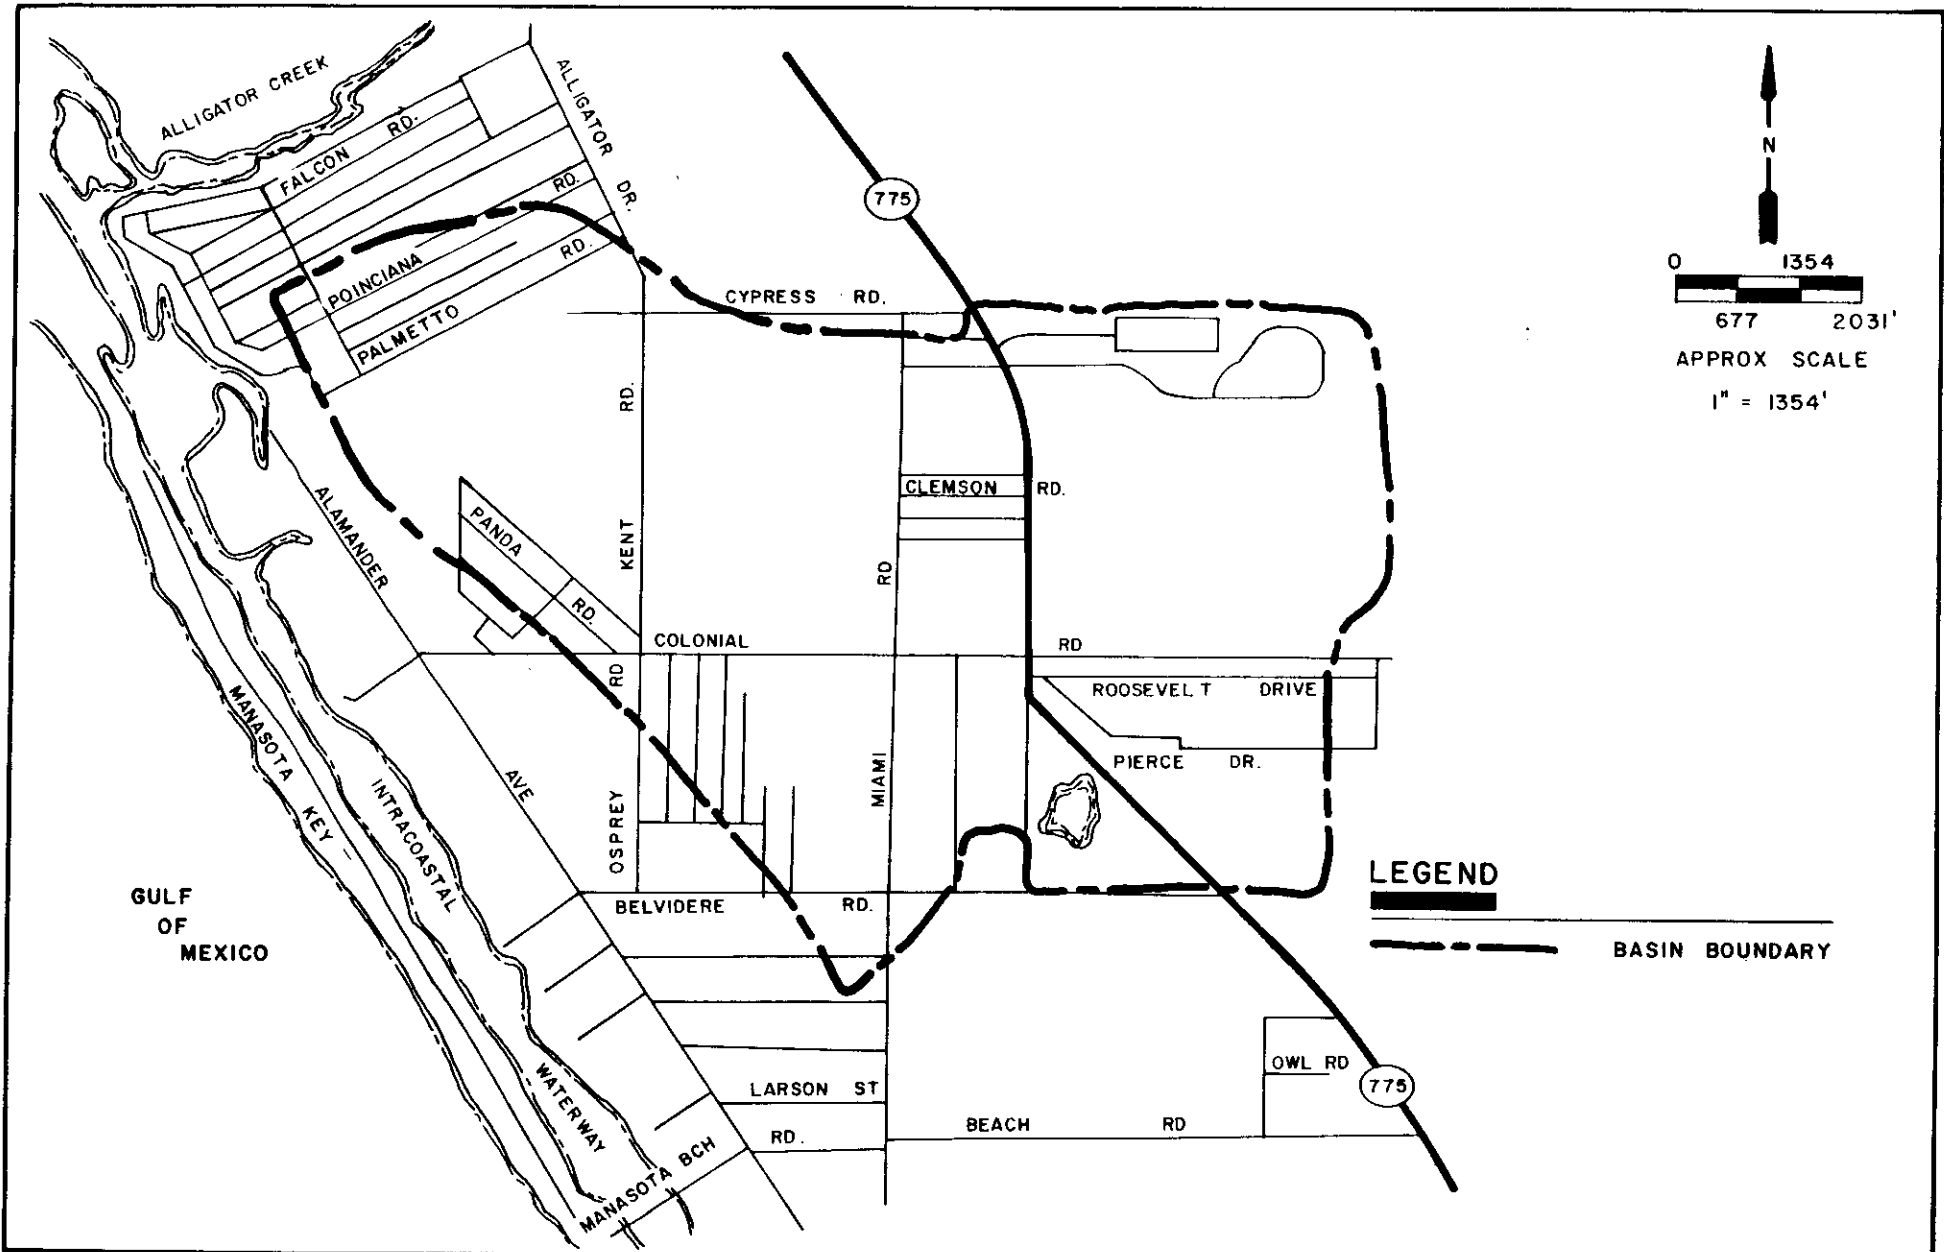 ALLIGATOR CREEK
FALCON RD.
ALLIGATOR DR.
POINCIANA RD.
PALMETTO RD.
775
N
0 1354
677 2031'
APPROX SCALE
1" = 1354'
CYPRESS RD.
KENT RD.
CLEMSON RD.
PANDA RD.
ALAMANDER AVE
COLONIAL RD
MIAMI RD
OSPREY RD
ROOSEVELT DRIVE
PIERCE DR.
MANASOTA KEY
INTRACOASTAL WATERWAY
GULF
OF
MEXICO
BELVIDERE RD.
LEGEND
BASIN BOUNDARY
OWL RD
775
LARSON ST
BEACH RD
MANASOTA BCH RD.